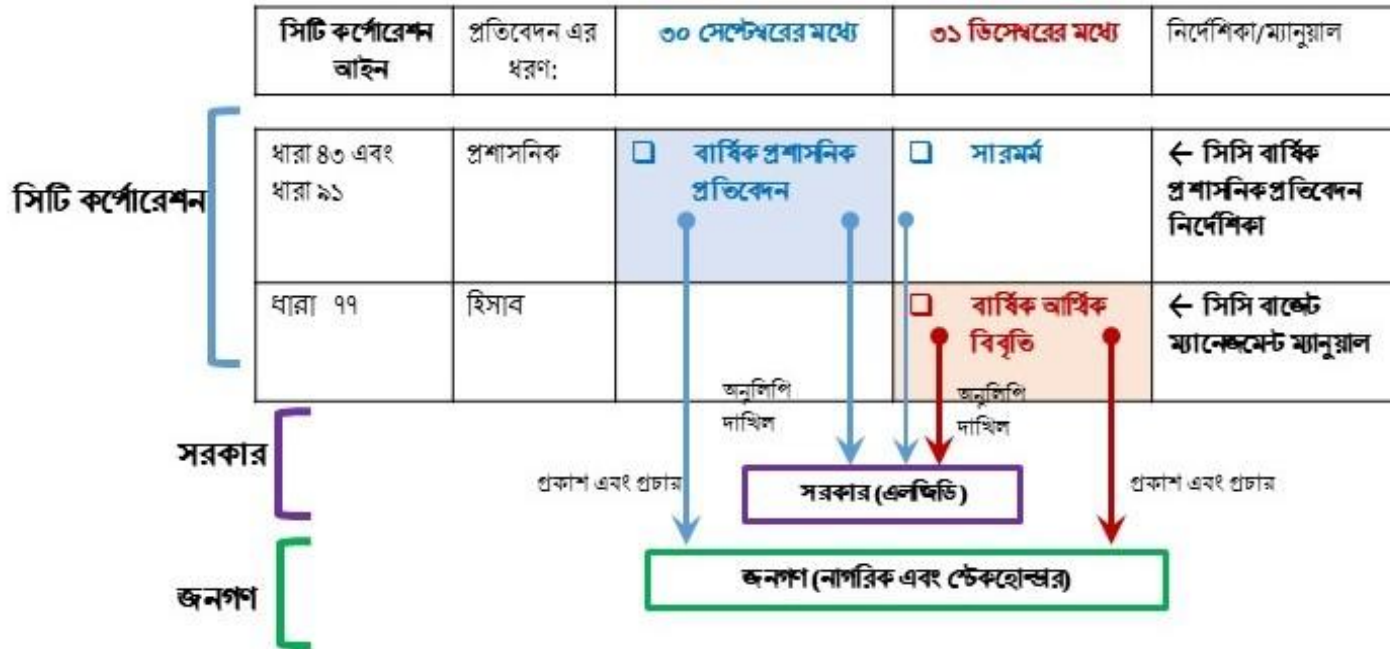 সিটি কর্পোরেশন
আইন
প্রতিবেদন এর
ধরণ:
৩০ সেপ্টেম্বরের মধ্যে
৩১ ডিসেম্বরের মধ্যে
নির্দেশিকা/ম্যানুয়াল
সিটি কর্পোরেশন
ধারা ৪৩ এবং
ধারা ৯১
প্রশাসনিক
❑ বার্ষিক প্রশাসনিক
প্রতিবেদন
❑ সারমর্ম
← সিসি বার্ষিক
প্রশাসনিক প্রতিবেদন
নির্দেশিকা
ধারা ৭৭
হিসাব
❑ বার্ষিক আর্থিক
বিবৃতি
← সিসি বাজেট
ম্যানেজমেন্ট ম্যানুয়াল
অনুলিপি
দাখিল
অনুলিপি
দাখিল
সরকার
প্রকাশ এবং প্রচার
সরকার (এলজিডি)
প্রকাশ এবং প্রচার
জনগণ
জনগণ (নাগরিক এবং স্টেকহোল্ডার)